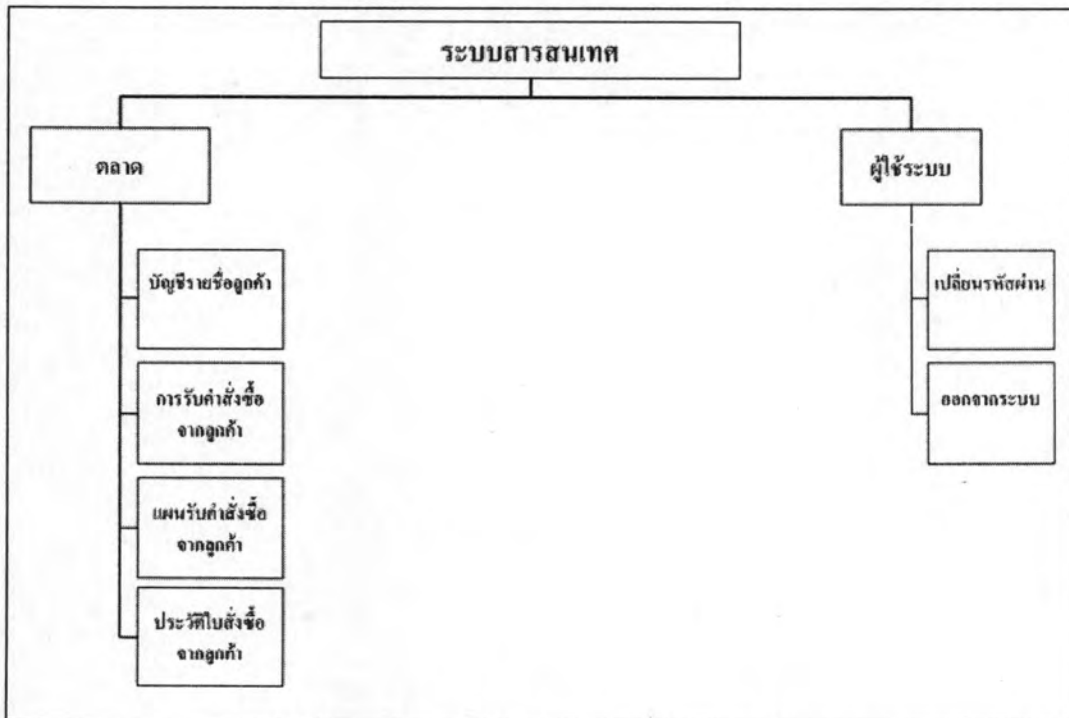 ระบบสารสนเทศ
ตลาด
ผู้ใช้ระบบ
บัญชีรายชื่อลูกค้า
การรับคำสั่งซื้อ
จากลูกค้า
แผนรับคำสั่งซื้อ
จากลูกค้า
ประวัติใบสั่งซื้อ
จากลูกค้า
เปลี่ยนรหัสผ่าน
ออกจากระบบ